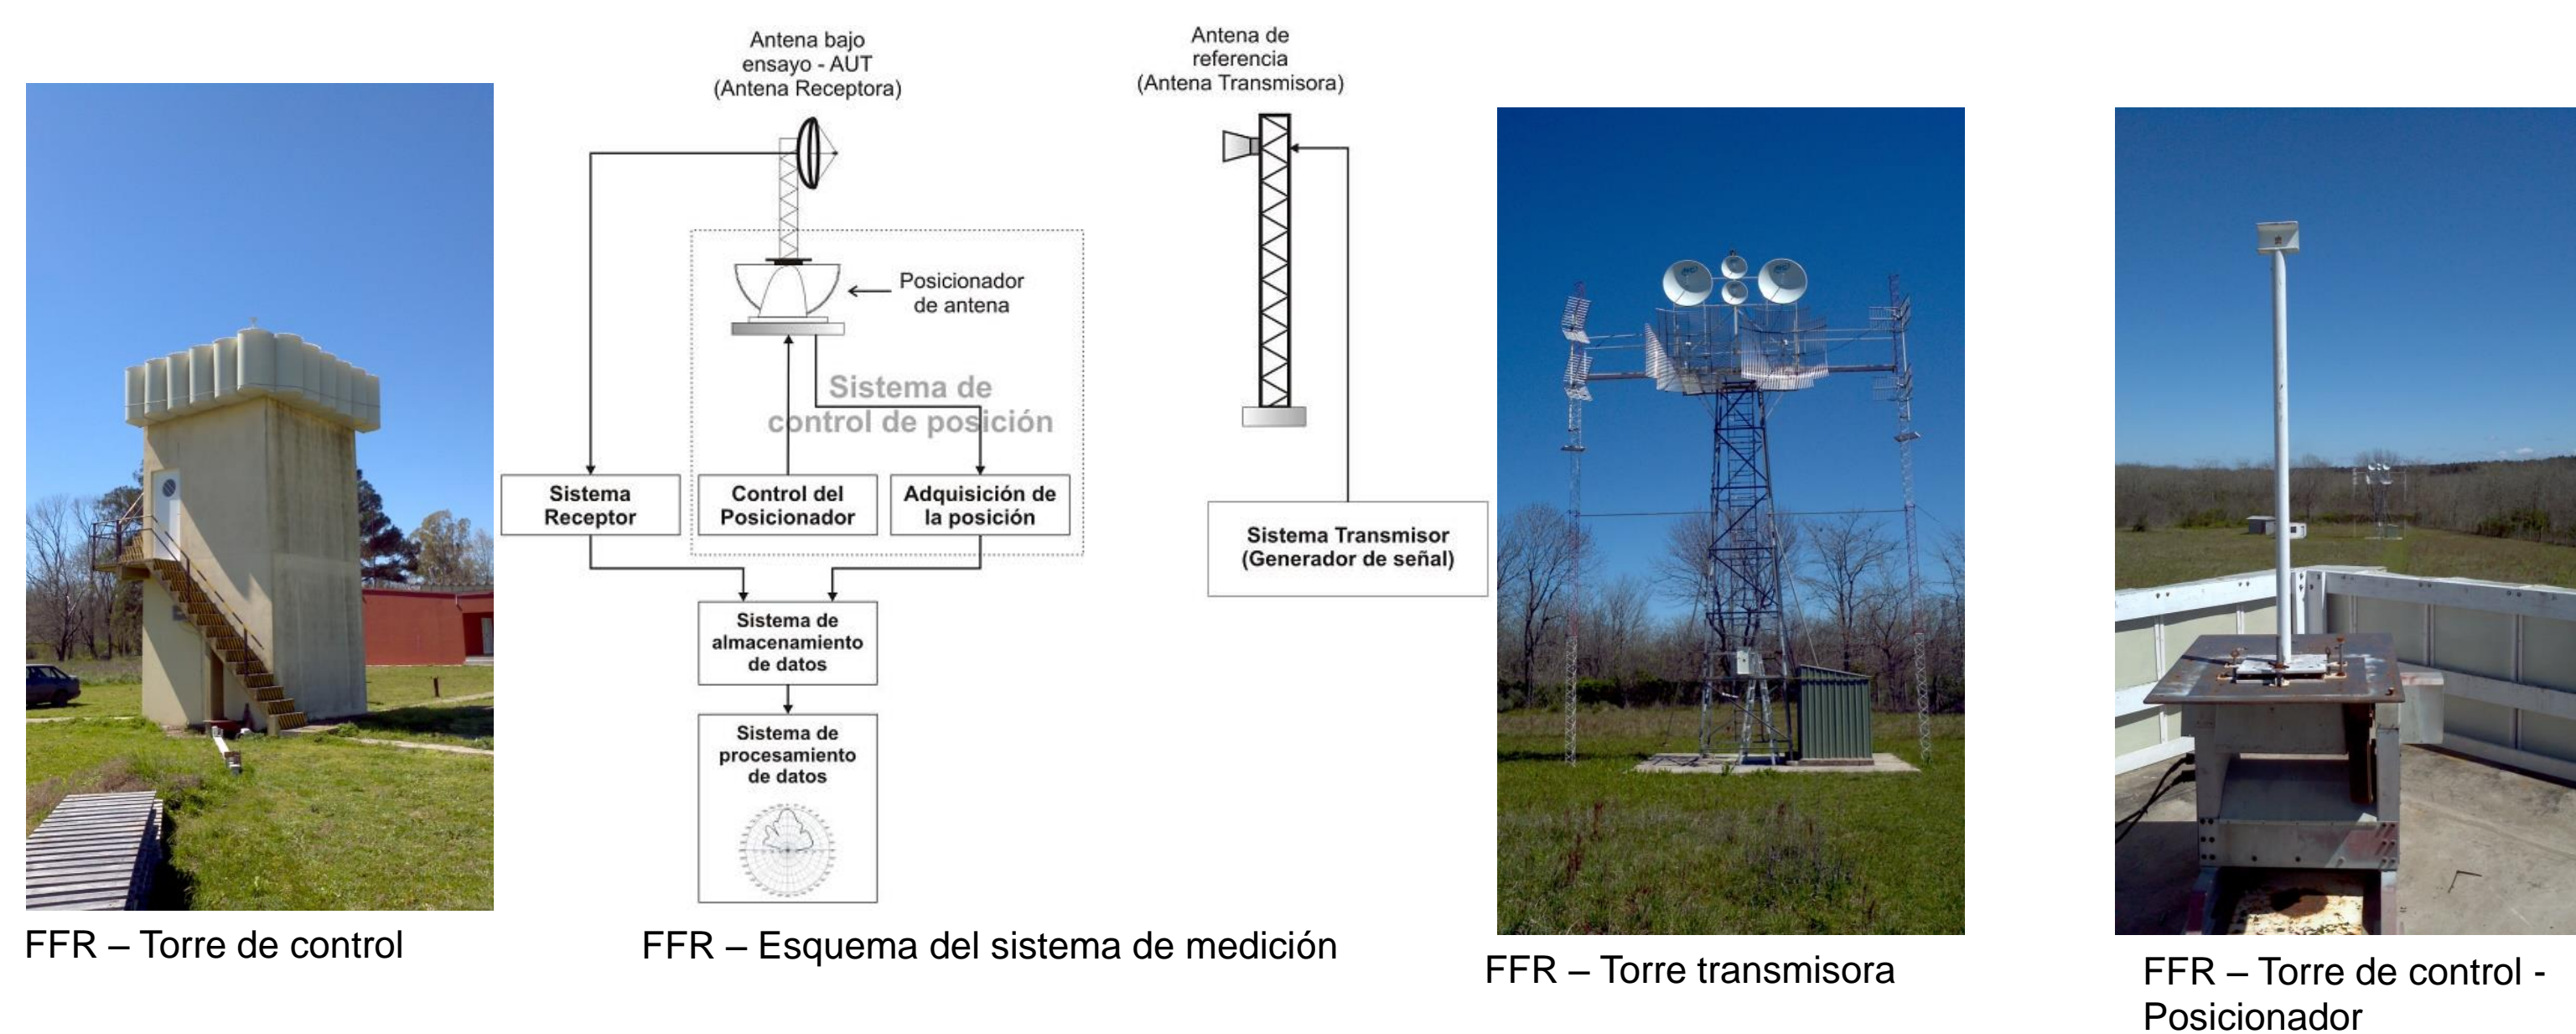 Antena bajo
ensayo - AUT
(Antena Receptora)
Antena de
referencia
(Antena Transmisora)
Posicionador
de antena
Sistema de
control de posición
Sistema
Receptor
Control del
Posicionador
Adquisición de
la posición
Sistema Transmisor
(Generador de señal)
Sistema de
almacenamiento
de datos
Sistema de
procesamiento
de datos
FFR – Torre de control
FFR – Esquema del sistema de medición
FFR – Torre transmisora
FFR – Torre de control -
Posicionador